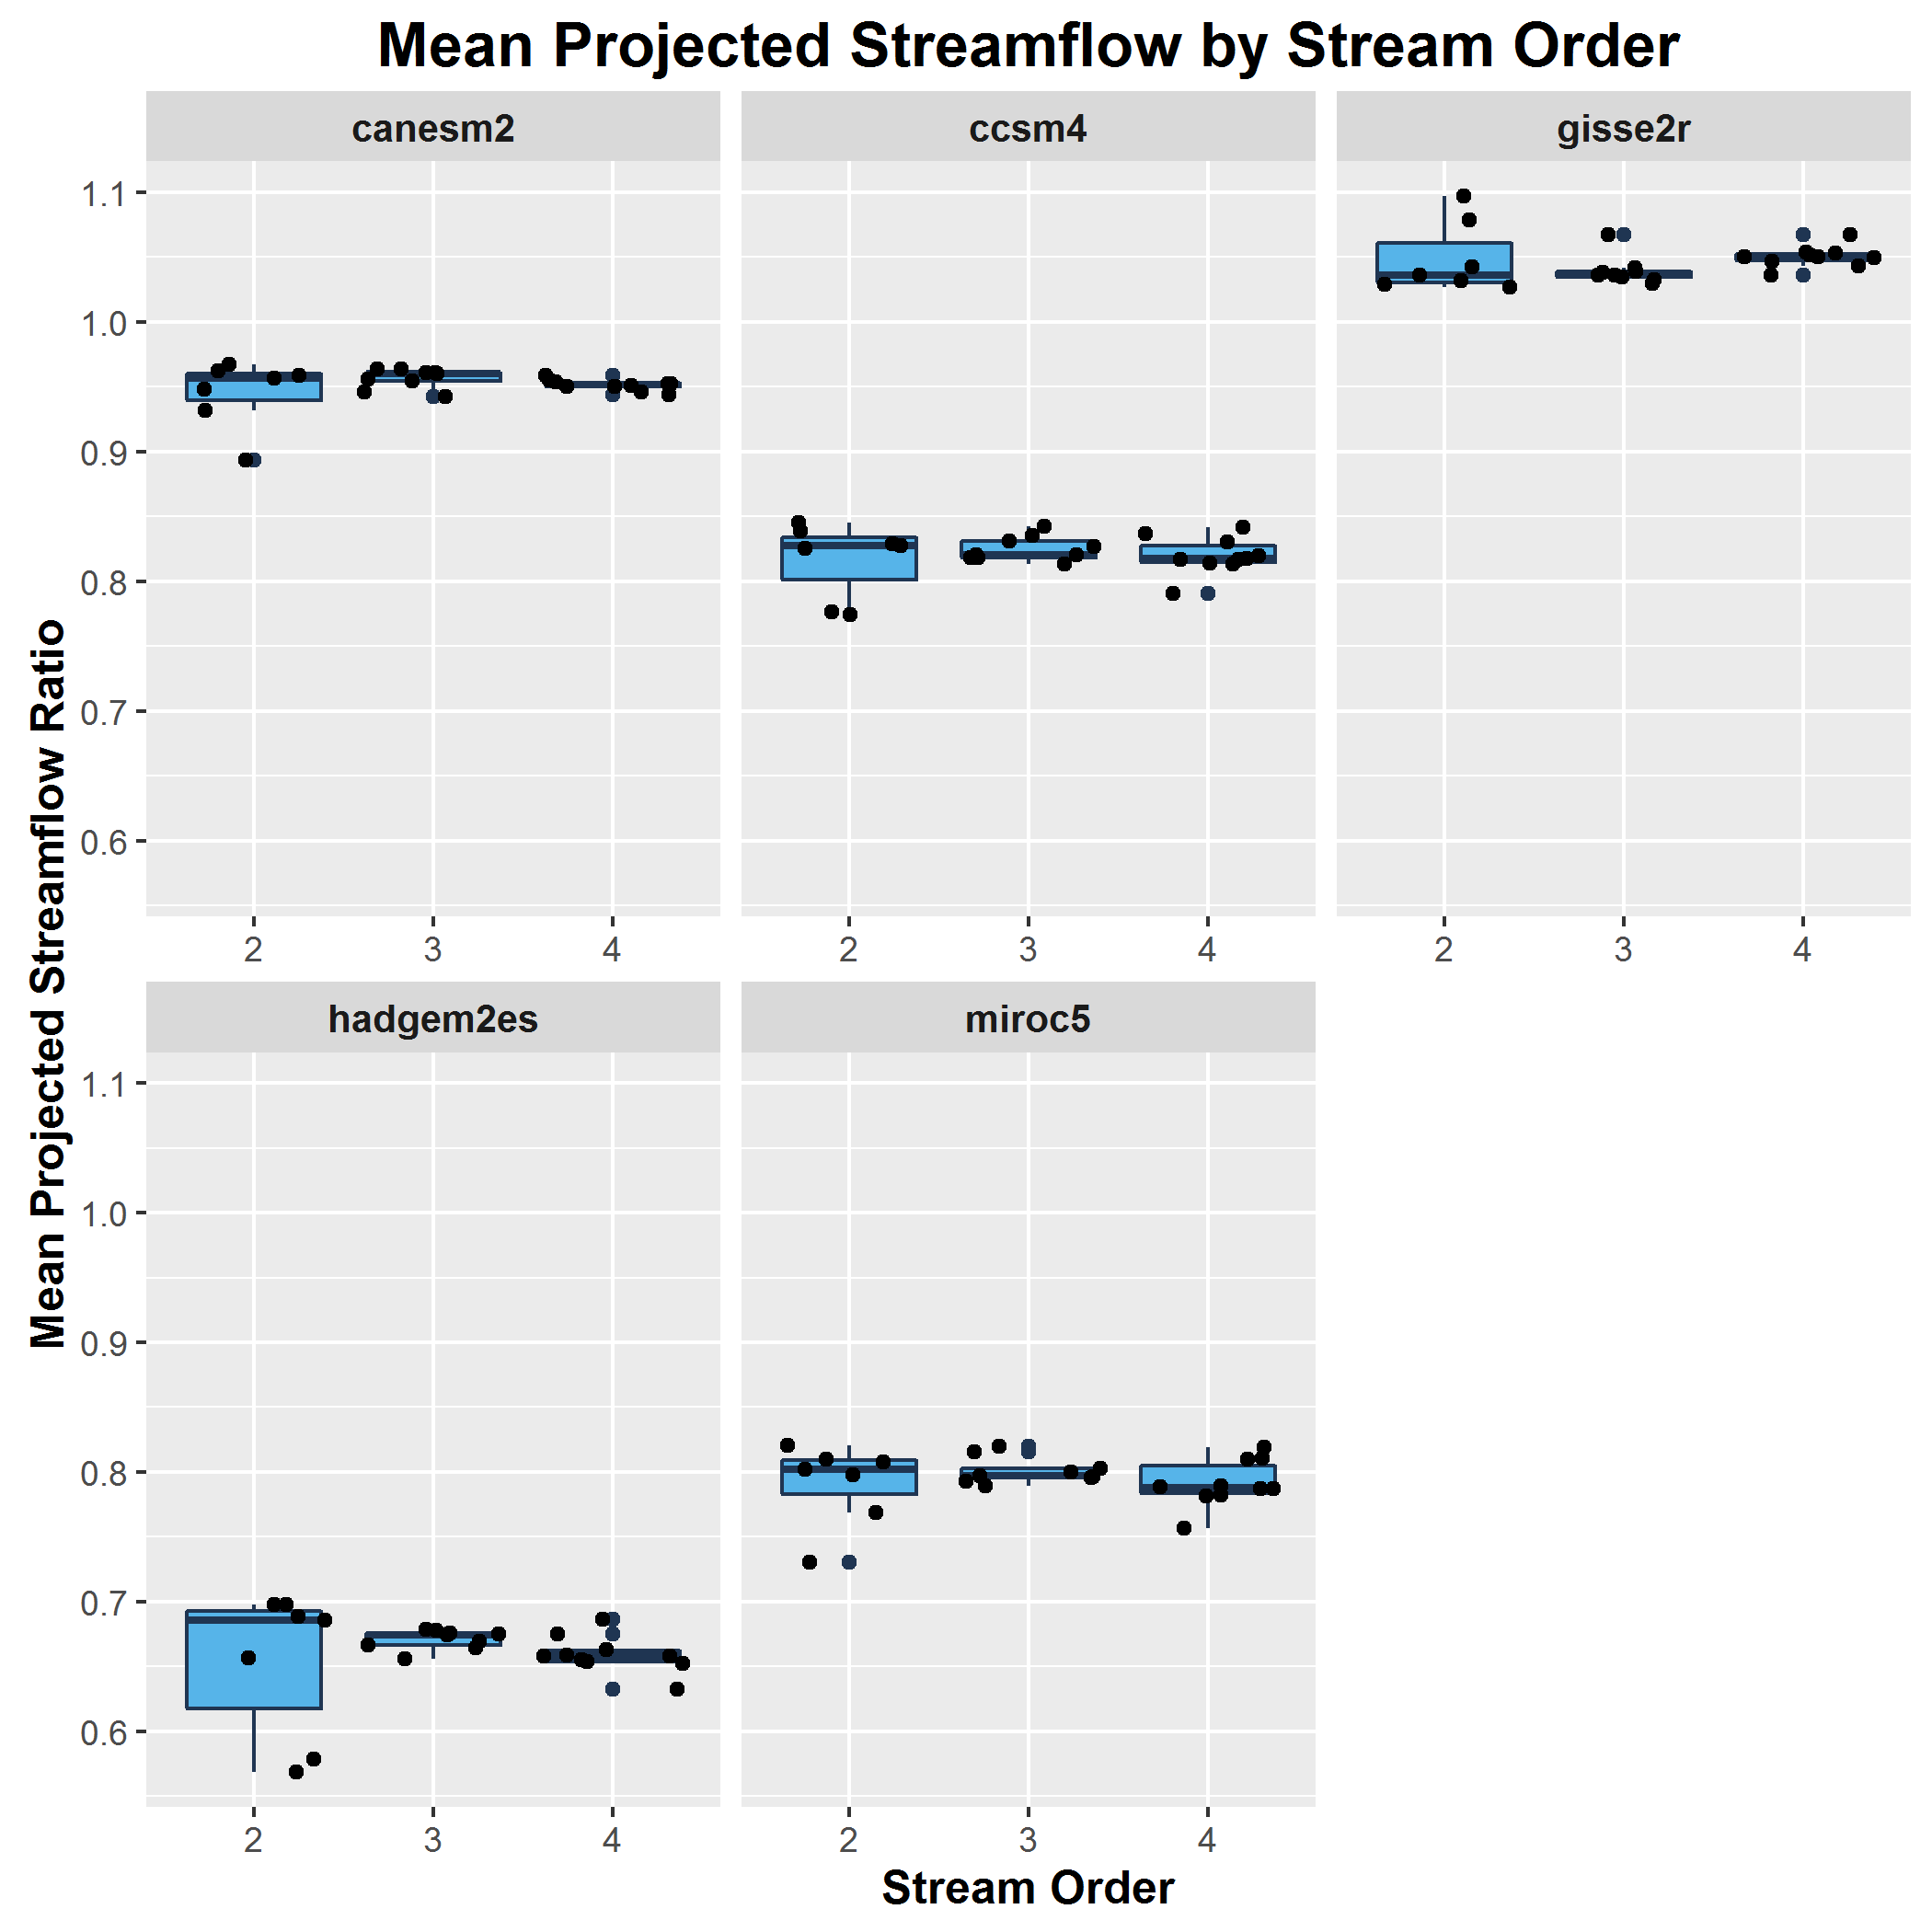 Mean Projected Streamflow by Stream Order
canesm2
ccsm4
gisse2r
1.1
1.0
0.9
0.8
0.7
0.6
2 3 4
2 3 4
2 3 4
Mean Projected Streamflow Ratio
hadgem2es
miroc5
1.1
1.0
0.9
0.8
0.7
0.6
2 3 4
2 3 4
Stream Order